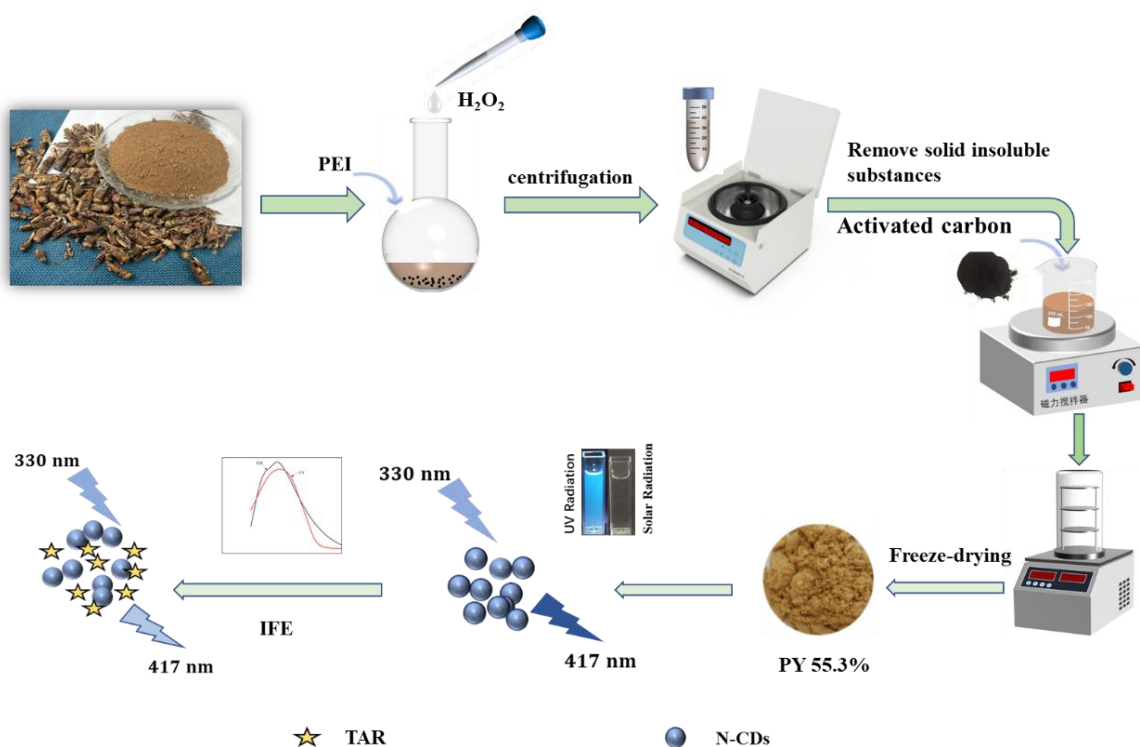 H₂O₂
PEI
centrifugation
Remove solid insoluble
substances
Activated carbon
磁力搅拌器
330 nm
330 nm
UV Radiation
Solar Radiation
Freeze-drying
IFE
417 nm
417 nm
PY 55.3%
TAR
N-CDs